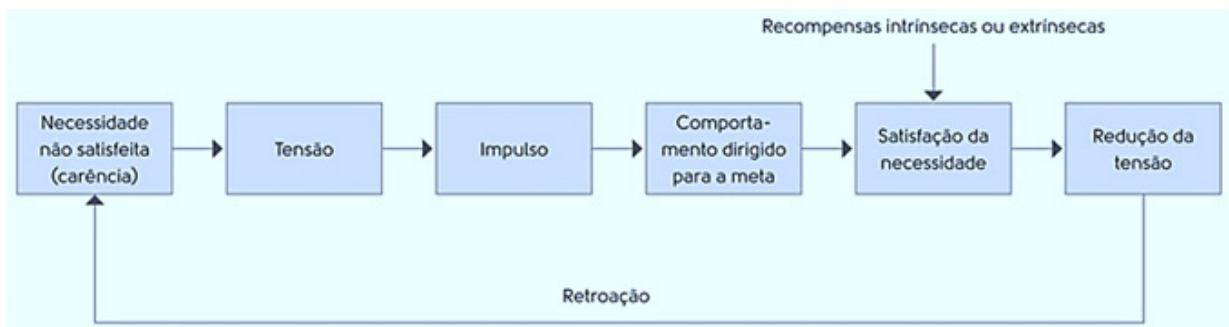 Recompensas intrínsecas ou extrínsecas
Necessidade
não satisfeita
(carência)
Tensão
Impulso
Comporta-
mento dirigido
para a meta
Satisfação da
necessidade
Redução da
tensão
Retroação